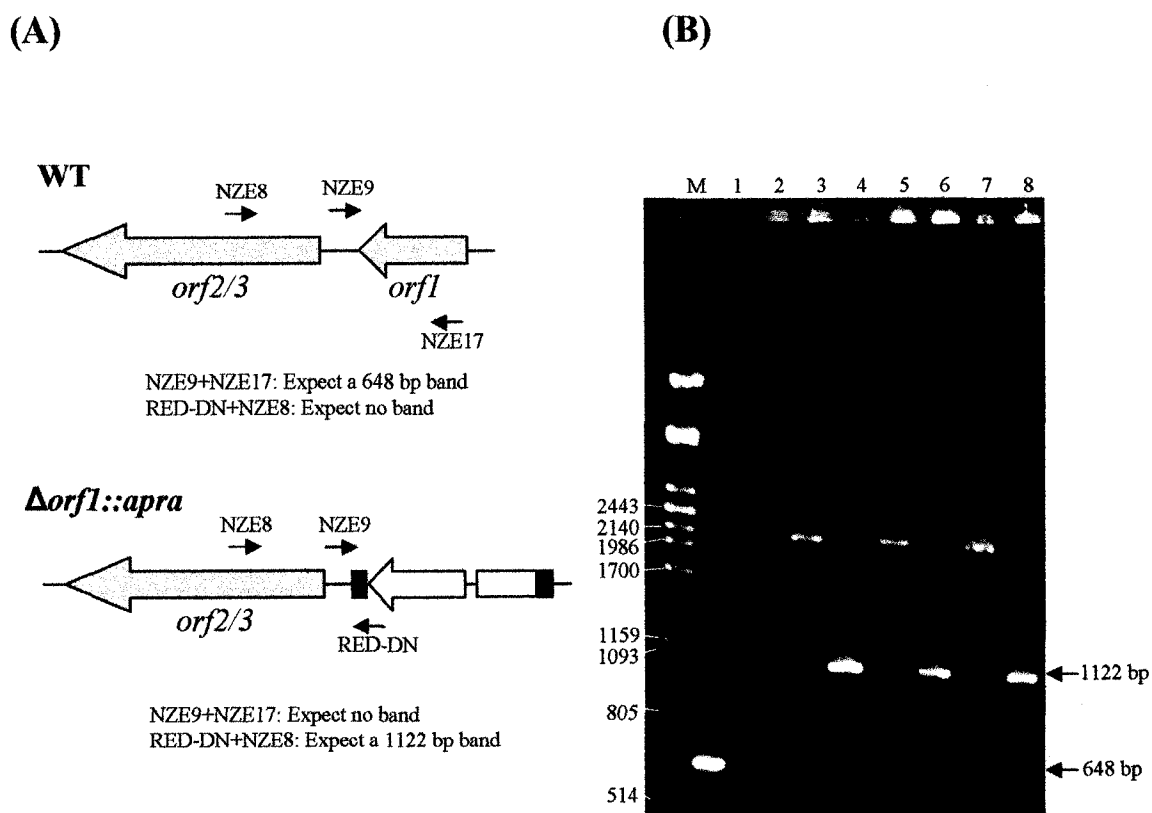 (A)
WT
NZE8
NZE9
orf2/3
orf1
NZE17
NZE9+NZE17: Expect a 648 bp band
RED-DN+NZE8: Expect no band
Δorf1::apra
NZE8
NZE9
orf2/3
RED-DN
NZE9+NZE17: Expect no band
RED-DN+NZE8: Expect a 1122 bp band
(B)
M 1 2 3 4 5 6 7 8
2443
2140
1986
1700
1159
1093
805
514
1122 bp
648 bp